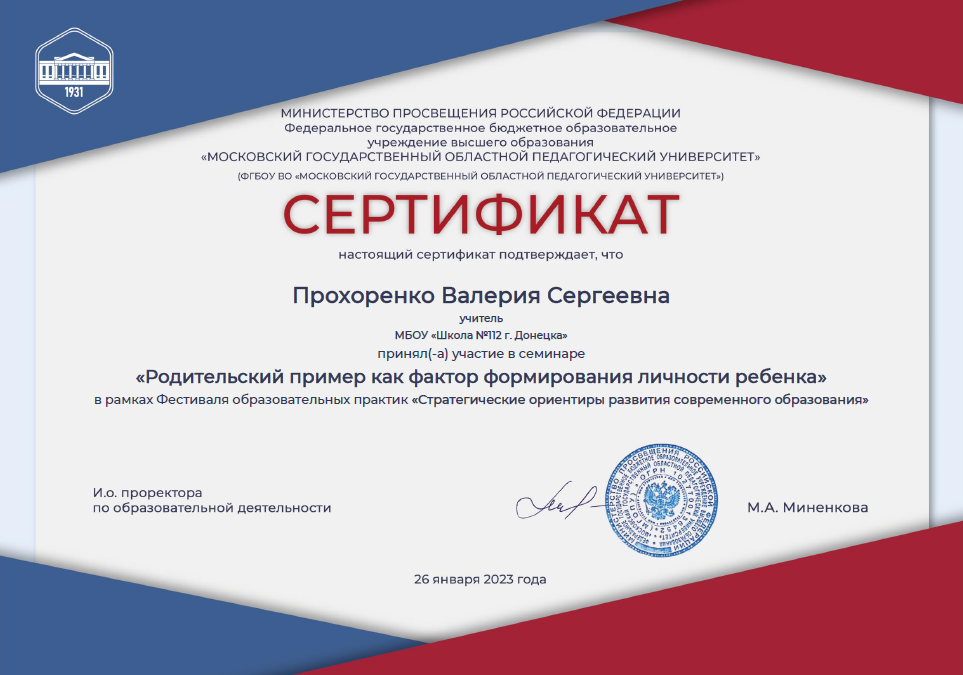 1931
МИНИСТЕРСТВО ПРОСВЕЩЕНИЯ РОССИЙСКОЙ ФЕДЕРАЦИИ
Федеральное государственное бюджетное образовательное
учреждение высшего образования
«МОСКОВСКИЙ ГОСУДАРСТВЕННЫЙ ОБЛАСТНОЙ ПЕДАГОГИЧЕСКИЙ УНИВЕРСИТЕТ»
(ФГБОУ ВО «МОСКОВСКИЙ ГОСУДАРСТВЕННЫЙ ОБЛАСТНОЙ ПЕДАГОГИЧЕСКИЙ УНИВЕРСИТЕТ»)
СЕРТИФИКАТ
настоящий сертификат подтверждает, что
Прохоренко Валерия Сергеевна
учитель
МБОУ «Школа №112 г. Донецка»
принял(-а) участие в семинаре
«Родительский пример как фактор формирования личности ребенка»
в рамках Фестиваля образовательных практик «Стратегические ориентиры развития современного образования»
И.о. проректора
по образовательной деятельности
М.А. Миненкова
26 января 2023 года